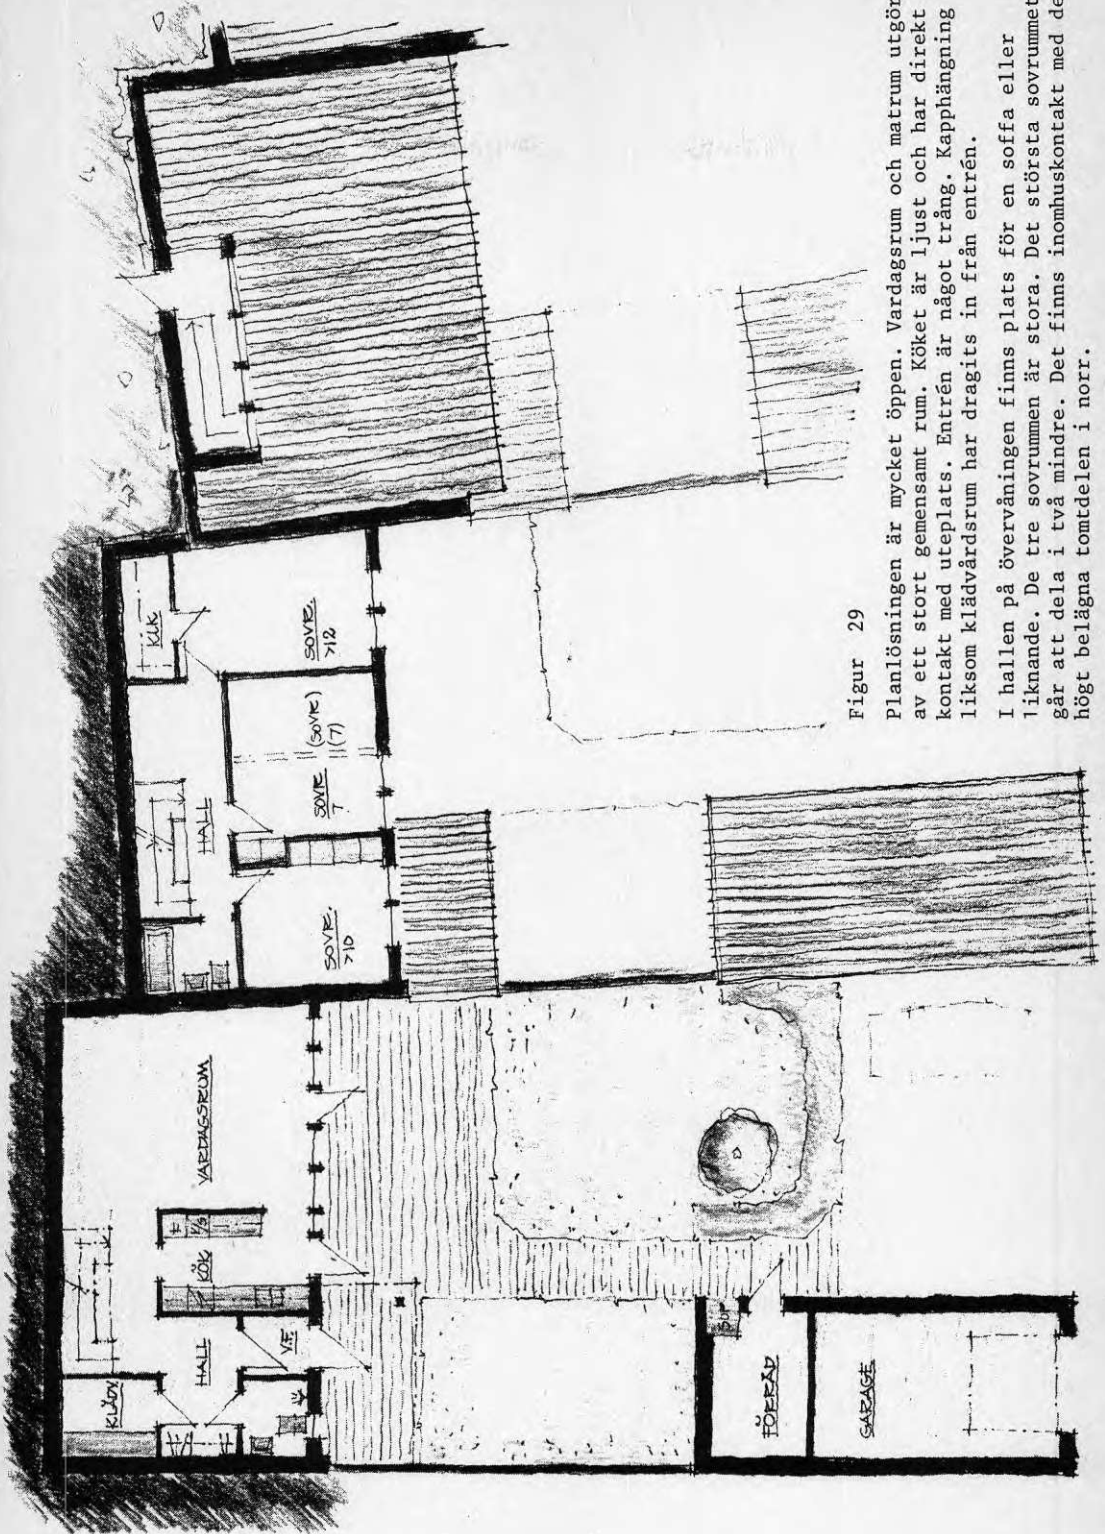 KLÄDV.
HALL
V.F.
KÖK
K/S
VARDAGSRUM
FÖRRÅD
GARAGE
SOVR.
>10
HALL
SOVR
7
(SOVR)
(7)
SOVR.
>12
KLK
Figur 29
Planlösningen är mycket öppen. Vardagsrum och matrum utgör
av ett stort gemensamt rum. Köket är ljust och har direkt
kontakt med uteplats. Entrén är något trång. Kapphängning
liksom klädvårdsrum har dragits in från entrén.
I hallen på övervåningen finns plats för en soffa eller
liknande. De tre sovrummen är stora. Det största sovrummet
går att dela i två mindre. Det finns inomhuskontakt med de
högt belägna tomtdelen i norr.